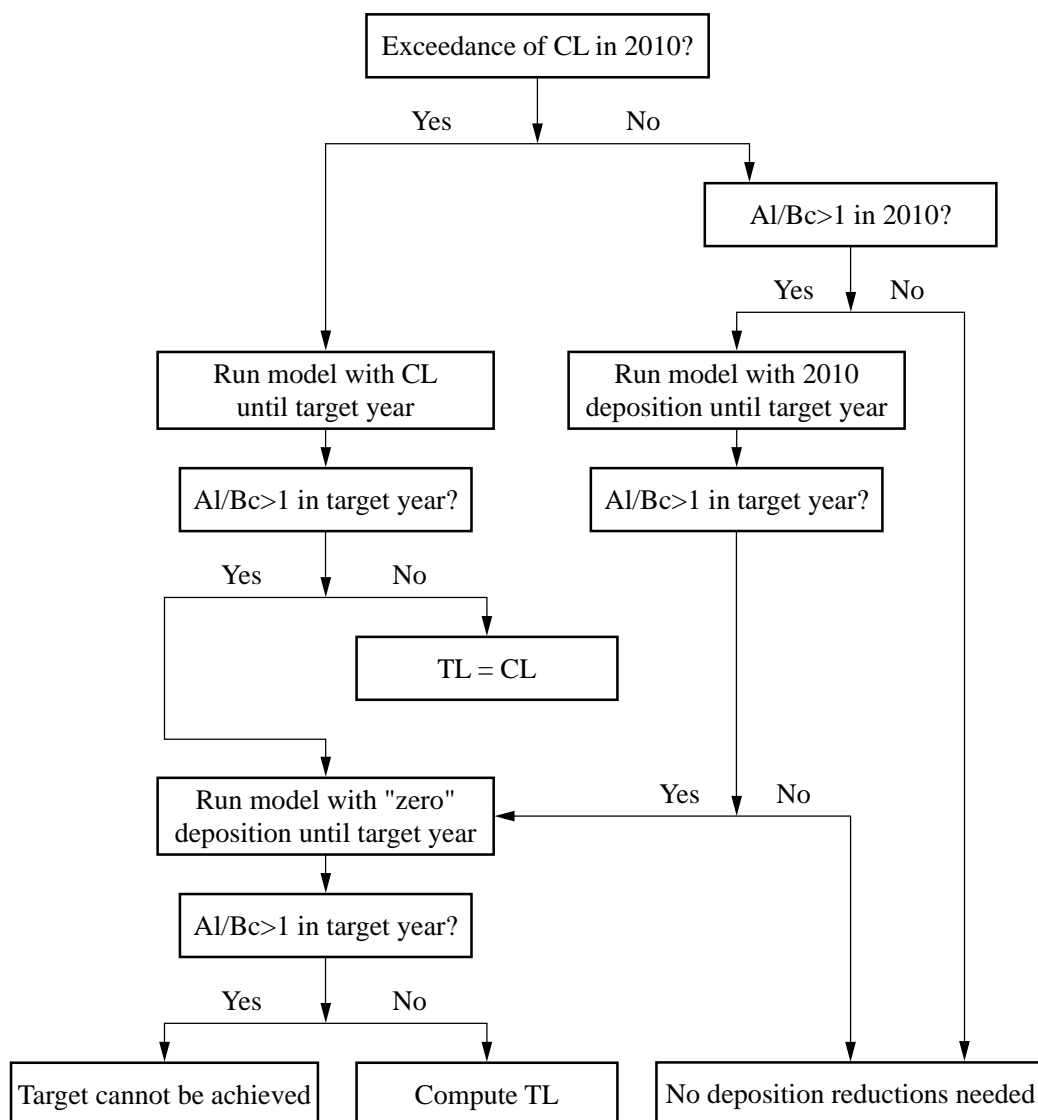 Exceedance of CL in 2010?
Yes
No
Al/Bc>1 in 2010?
Yes
No
Run model with CL
until target year
Run model with 2010
deposition until target year
Al/Bc>1 in target year?
Al/Bc>1 in target year?
Yes
No
TL = CL
Run model with "zero"
deposition until target year
Yes
No
Al/Bc>1 in target year?
Yes
No
Target cannot be achieved
Compute TL
No deposition reductions needed